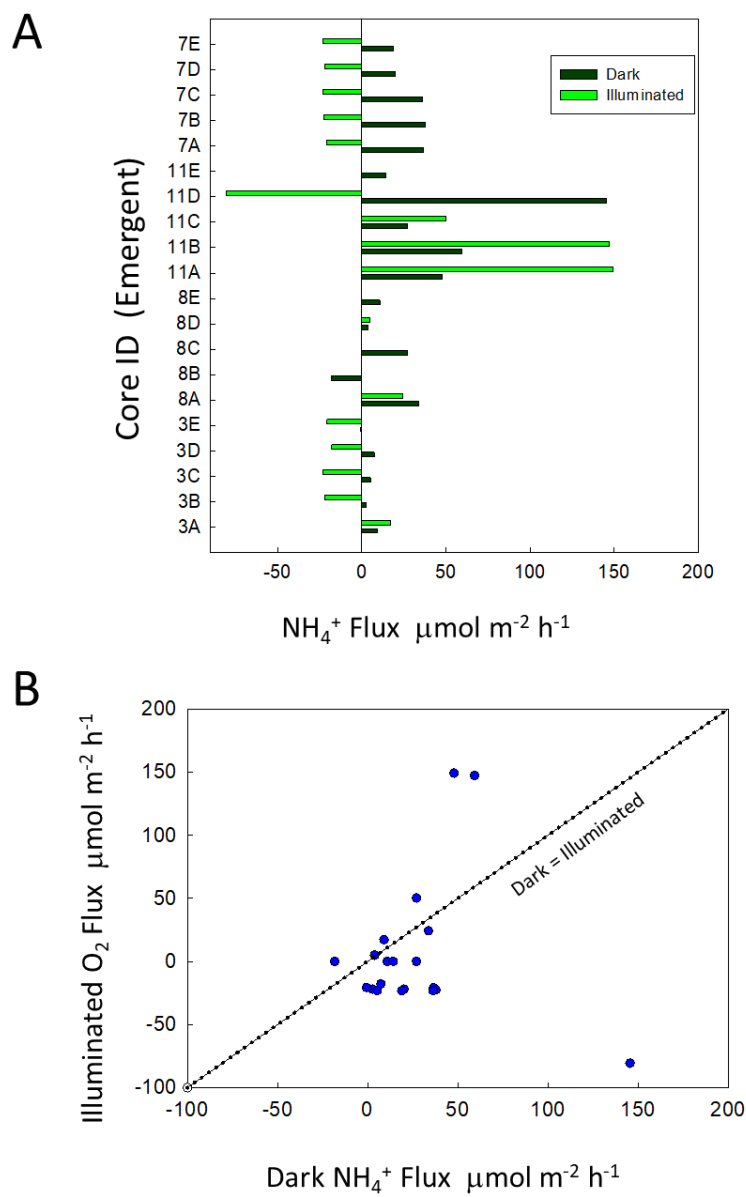 A
Core ID (Emergent)
7E
7D
7C
7B
7A
11E
11D
11C
11B
11A
8E
8D
8C
8B
8A
3E
3D
3C
3B
3A
Dark
Illuminated
-50 0 50 100 150 200
NH₄⁺ Flux µmol m⁻² h⁻¹
B
Illuminated O₂ Flux µmol m⁻² h⁻¹
200
150
100
50
0
-50
-100
Dark = Illuminated
-100 -50 0 50 100 150 200
Dark NH₄⁺ Flux µmol m⁻² h⁻¹